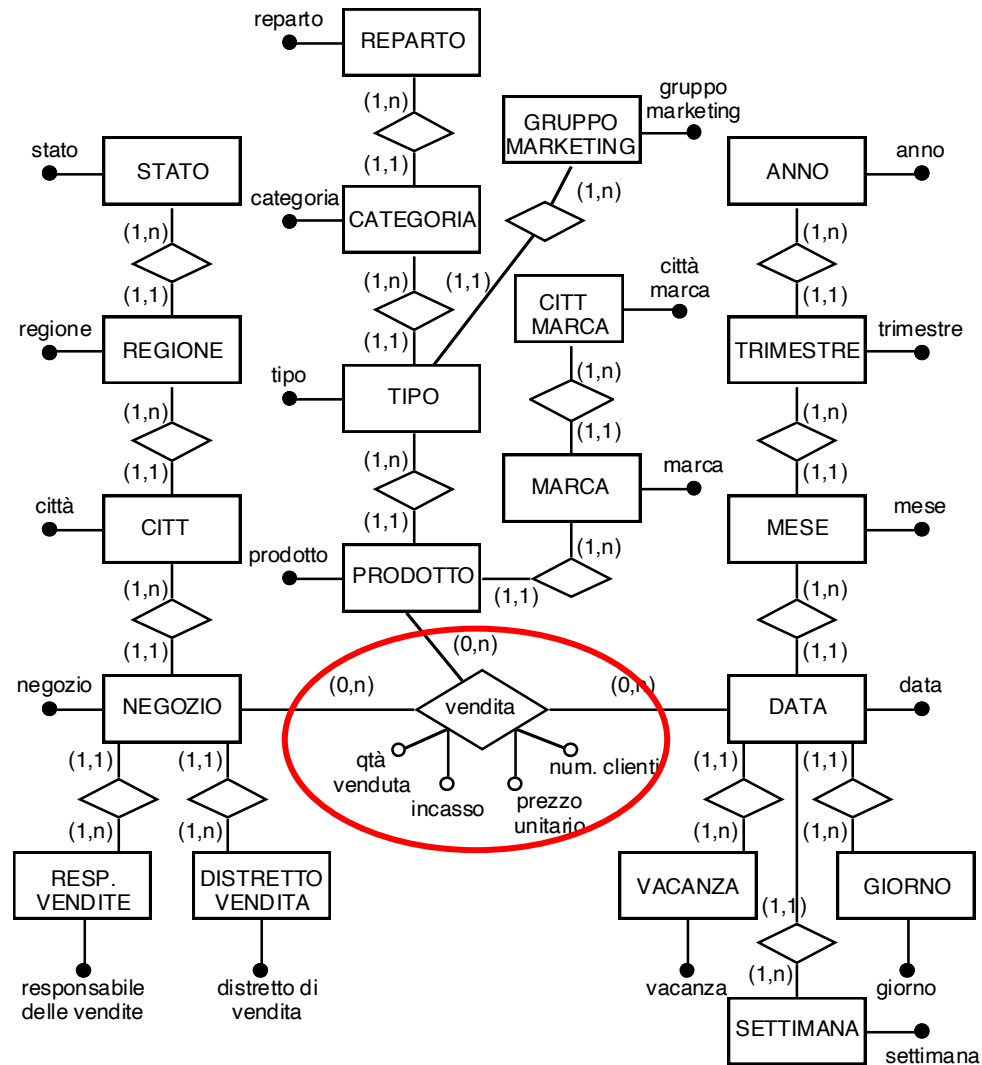 reparto
REPARTO
(1,n)
(1,1)
gruppo
marketing
GRUPPO
MARKETING
(1,n)
(1,1)
stato
STATO
(1,n)
(1,1)
categoria
CATEGORIA
(1,n)
(1,1)
anno
ANNO
(1,n)
(1,1)
regione
REGIONE
(1,n)
(1,1)
tipo
TIPO
(1,n)
(1,1)
città
marca
CITT
MARCA
(1,n)
(1,1)
trimestre
TRIMESTRE
(1,n)
(1,1)
città
CITT
(1,n)
(1,1)
marca
MARCA
(1,n)
(1,1)
prodotto
PRODOTTO
(0,n)
mese
MESE
(1,n)
(1,1)
negozio
NEGOZIO
(0,n)
vendita
(0,n)
data
DATA
qtà
venduta
incasso
prezzo
unitario
num. clienti
(1,1)
(1,n)
(1,1)
(1,n)
RESP.
VENDITE
DISTRETTO
VENDITA
responsabile
delle vendite
distretto di
vendita
(1,1)
(1,n)
(1,1)
(1,n)
VACANZA
GIORNO
vacanza
giorno
(1,1)
(1,n)
SETTIMANA
settimana